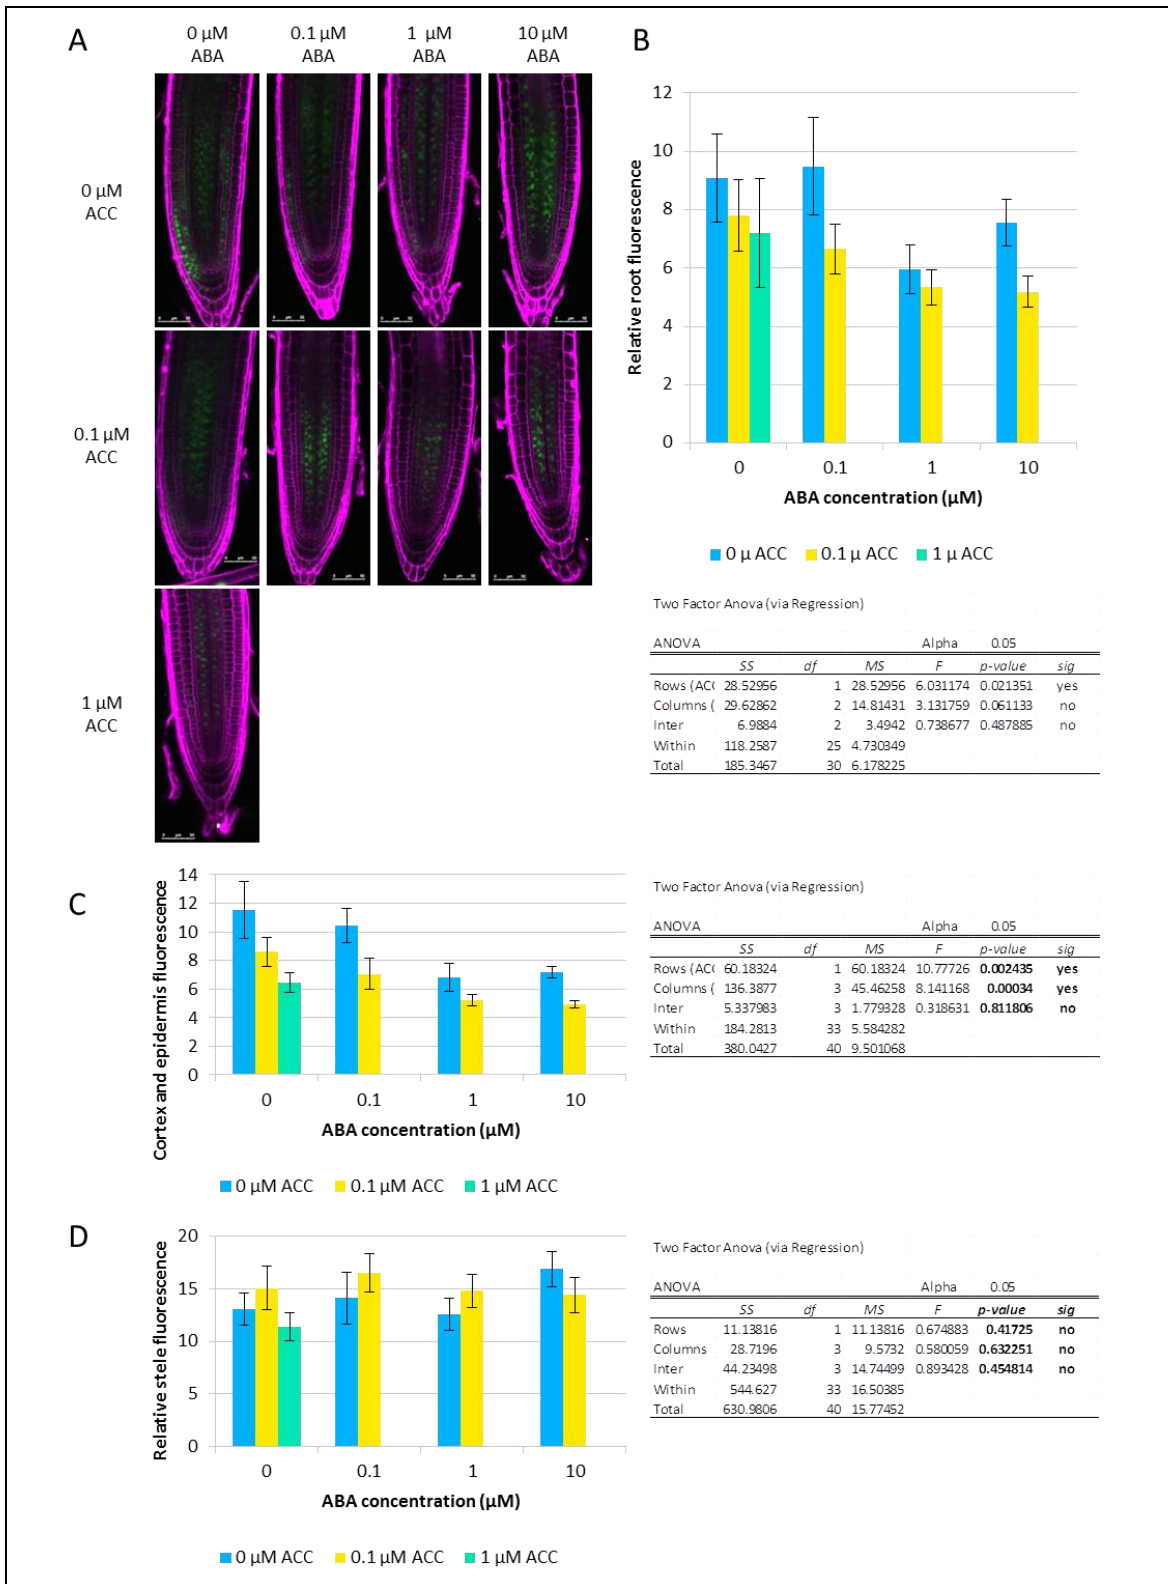 A
0 µM
ABA
0.1 µM
ABA
1 µM
ABA
10 µM
ABA
0 µM
ACC
0.1 µM
ACC
1 µM
ACC
B
Relative root fluorescence
12
10
8
6
4
2
0
0 0.1 1 10
ABA concentration (µM)
0 µ ACC 0.1 µ ACC 1 µ ACC
Two Factor Anova (via Regression)
ANOVA Alpha 0.05
SS df MS F p-value sig
Rows (ACC 28.52956 1 28.52956 6.031174 0.021351 yes
Columns ( 29.62862 2 14.81431 3.131759 0.061133 no
Inter 6.9884 2 3.4942 0.738677 0.487885 no
Within 118.2587 25 4.730349
Total 185.3467 30 6.178225
C
Cortex and epidermis fluorescence
14
12
10
8
6
4
2
0
0 0.1 1 10
ABA concentration (µM)
0 µM ACC 0.1 µM ACC 1 µM ACC
Two Factor Anova (via Regression)
ANOVA Alpha 0.05
SS df MS F p-value sig
Rows (ACC 60.18324 1 60.18324 10.77726 0.002435 yes
Columns ( 136.3877 3 45.46258 8.141168 0.00034 yes
Inter 5.337983 3 1.779328 0.318631 0.811806 no
Within 184.2813 33 5.584282
Total 380.0427 40 9.501068
D
Relative stele fluorescence
20
15
10
5
0
0 0.1 1 10
ABA concentration (µM)
0 µM ACC 0.1 µM ACC 1 µM ACC
Two Factor Anova (via Regression)
ANOVA Alpha 0.05
SS df MS F p-value sig
Rows 11.13816 1 11.13816 0.674883 0.41725 no
Columns 28.7196 3 9.5732 0.580059 0.632251 no
Inter 44.23498 3 14.74499 0.893428 0.454814 no
Within 544.627 33 16.50385
Total 630.9806 40 15.77452